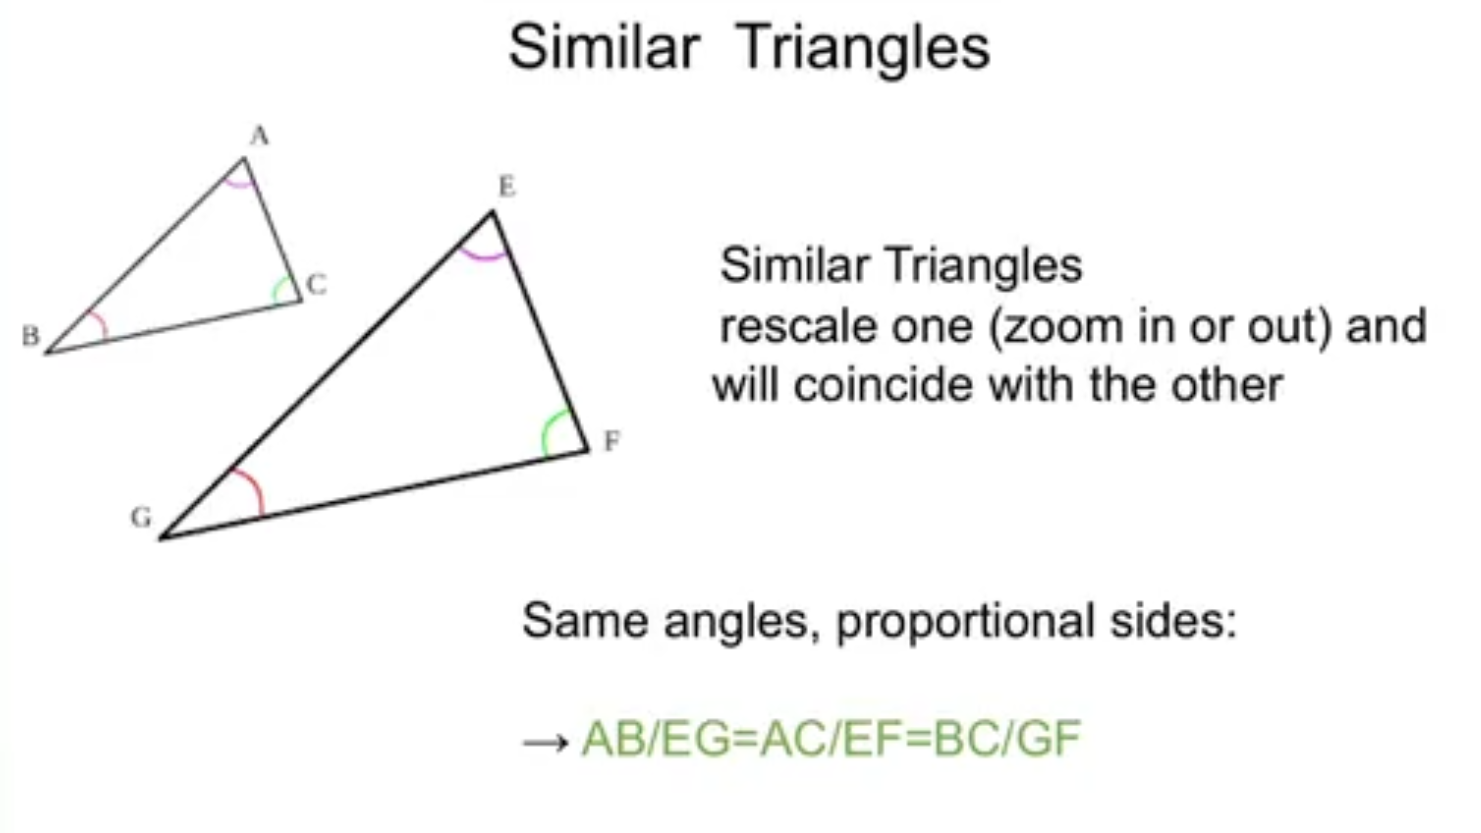 Similar Triangles
A
E
C
B
F
G
Similar Triangles
rescale one (zoom in or out) and
will coincide with the other
Same angles, proportional sides:
→ AB/EG=AC/EF=BC/GF